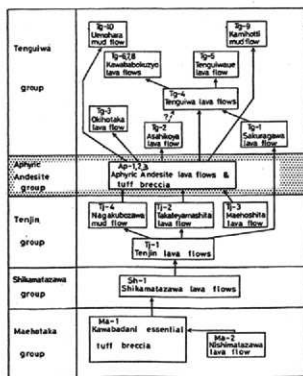 Tenguiwa
group
Tg-10
Uenohara
mud flow
Tg-9
Kamihotti
mud flow
Tg-6,7,8
Kawababokuzyo
lava flows
Tg-5
Tenguiwaue
lava flows
Tg-4
Tenguiwa lava flows
Tg-3
Okihotaka
lava flow
?
Tg-2
Asahikoya
lava flow
Tg-1
Sakuragawa
lava flow
Aphyric
Andesite
group
Ap-1,2,3
Aphyric Andesite lava flows &
tuff breccia
Tenjin
group
Tj-4
Nagakubozawa
mud flow
Tj-2
Takateyamashita
lava flow
Tj-3
Maehoshita
lava flow
Tj-1
Tenjin lava flows
Shikamatazawa
group
Sh-1
Shikamatazawa lava flows
Maehotaka
group
Ma-1
Kawabadani essential
tuff breccia
Ma-2
Nishimatazawa
lava flow